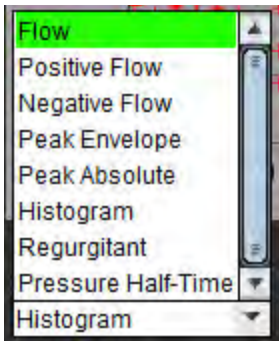 Flow
Positive Flow
Negative Flow
Peak Envelope
Peak Absolute
Histogram
Regurgitant
Pressure Half-Time
Histogram